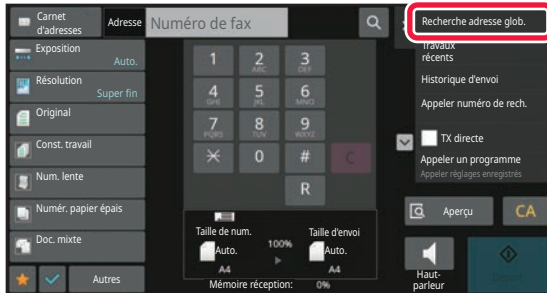 Carnet
d'adresses
Adresse
Numéro de fax
Recherche adresse glob.
Travaux
récents
Historique d'envoi
Appeler numéro de rech.
TX directe
Appeler un programme
Appeler réglages enregistrés
Exposition
Auto.
Résolution
Super fin
Original
Const. travail
Num. lente
Numér. papier épais
Doc. mixte
Autres
1
2
ABC
3
DEF
4
GHI
5
JKL
6
MNO
7
PQRS
8
TUV
9
WXYZ
0
#
C
R
Taille de num.
Auto.
A4
100%
Taille d'envoi
Auto.
A4
Mémoire réception: 0%
Aperçu
CA
Haut-
parleur